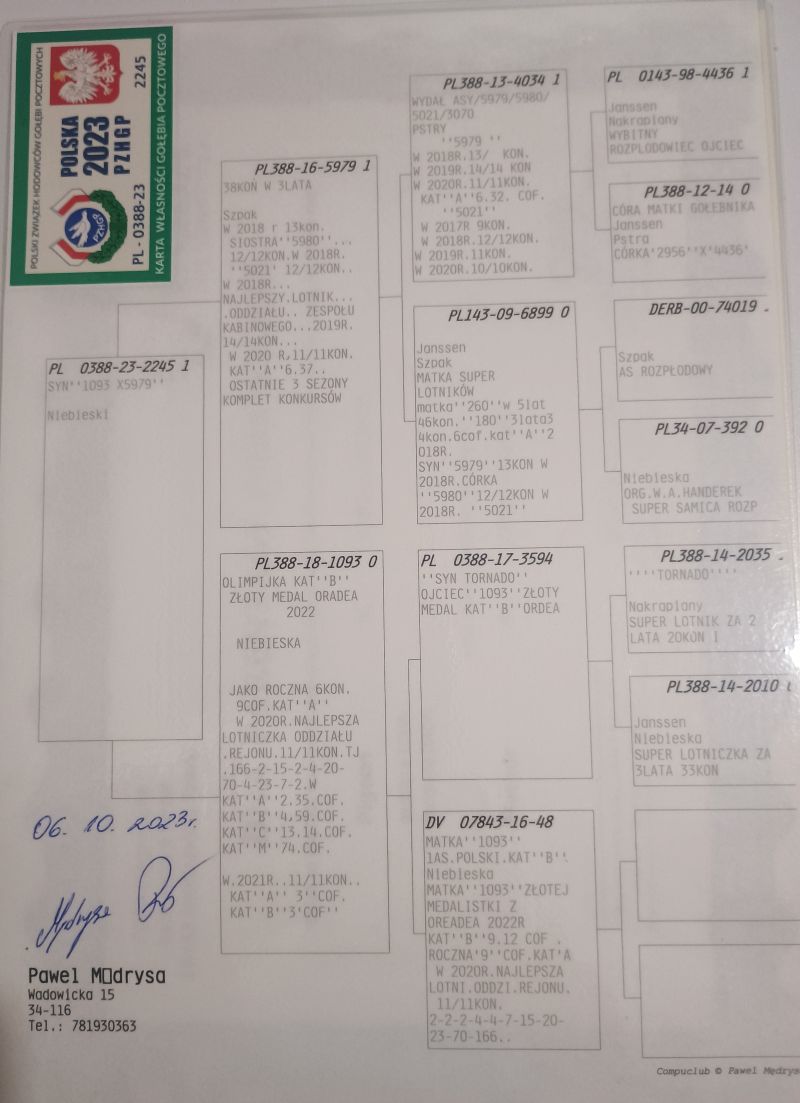 POLSKI ZWIĄZEK HODOWCÓW GOŁĘBI POCZTOWYCH
POLSKA
2023
PZHGP
2245
PZHGP
PL - 0388-23
KARTA WŁASNOŚCI GOŁĘBIA POCZTOWEGO
PL 0388-23-2245 1
SYN''1093 X5979''
Niebieski
PL388-16-5979 1
38KON W 3LATA
Szpak
W 2018 r 13kon.
SIOSTRA''5980''...
12/12KON.W 2018R.
''5021' 12/12KON..
W 2018R...
NAJLEPSZY.LOTNIK...
.ODDZIAŁU.. ZESPOŁU
KABINOWEGO...2019R.
14/14KON...
W 2020 R,11/11KON.
KAT''A''6.37..
OSTATNIE 3 SEZONY
KOMPLET KONKURSÓW
PL388-18-1093 0
OLIMPIJKA KAT''B''
ZŁOTY MEDAL ORADEA
2022
NIEBIESKA
JAKO ROCZNA 6KON.
9COF.KAT''A''
W 2020R.NAJLEPSZA
LOTNICZKA ODDZIAŁU
.REJONU.11/11KON.TJ
.166-2-15-2-4-20-
70-4-23-7-2.W
KAT''A''2.35.COF.
KAT''B''4,59.COF.
KAT''C''13.14.COF.
KAT''M''74.COF.
W.2021R..11/11KON..
KAT''A'' 3''COF.
KAT''B''3'COF''
PL388-13-4034 1
WYDAŁ ASY/5979/5980/
5021/3070
PSTRY
''5979 ''
W 2018R.13/ KON.
W 2019R.14/14 KON
W 2020R.11/11KON.
KAT''A''6.32. COF.
''5021''
W 2017R 9KON.
W 2018R.12/12KON.
W 2019R.11KON.
W 2020R.10/10KON.
PL143-09-6899 0
Janssen
Szpak
MATKA SUPER
LOTNIKÓW
matka''260''w 5lat
46kon.''180''3lata3
4kon.6cof.kat''A''2
018R.
SYN''5979''13KON W
2018R.CÓRKA
''5980''12/12KON W
2018R. ''5021''
PL 0388-17-3594
''SYN TORNADO''
OJCIEC''1093''ZŁOTY
MEDAL KAT''B''ORDEA
DV 07843-16-48
MATKA''1093''
1AS.POLSKI.KAT''B''.
Niebieska
MATKA''1093''ZŁOTEJ
MEDALISTKI Z
OREADEA 2022R
KAT''B''9.12 COF .
ROCZNA'9''COF.KAT'A
W 2020R.NAJLEPSZA
LOTNI.ODDZI.REJONU.
11/11KON.
2-2-2-4-4-7-15-20-
23-70-166..
PL 0143-98-4436 1
Janssen
Nakrapiany
WYBITNY
ROZPŁODOWIEC OJCIEC
PL388-12-14 0
CÓRA MATKI GOŁEBNIKA
Janssen
Pstra
CÓRKA'2956''X'4436'
DERB-00-74019 .
Szpak
AS ROZPŁODOWY
PL34-07-392 0
Niebieska
ORG.W.A.HANDEREK
SUPER SAMICA ROZP
PL388-14-2035 .
''''TORNADO''''
Nakrapiany
SUPER LOTNIK ZA 2
LATA 20KON 1
PL388-14-2010
Janssen
Niebieska
SUPER LOTNICZKA ZA
3LATA 33KON
06. 10. 2023r.
Pawel M▯drysa
Wadowicka 15
34-116
Tel.: 781930363
Compuclub © Pawel Mędrys